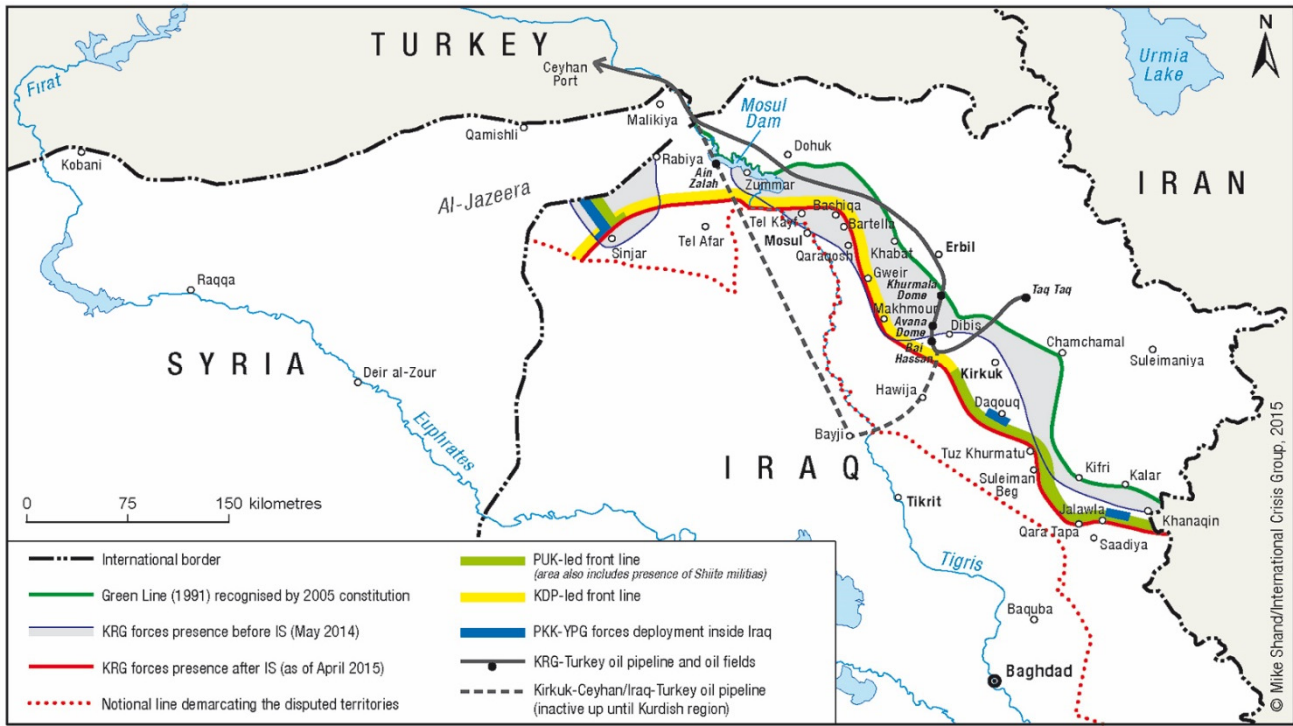 TURKEY
N
Urmia
Lake
Fırat
Ceyhan
Port
Malikiya
Mosul
Dam
Qamishli
Kobani
Dohuk
IRAN
Rabiya
Ain
Zalah
Zummar
Al-Jazeera
Bachiqa
Tel Kayf
Bartella
Mosul
Tel Afar
Sinjar
Qaraqosh
Khabat
Erbil
Gweir
Khurmala
Dome
Taq Taq
Raqqa
Makhmour
Avana
Dome
Dibis
Bai
Hassan
Chamchamal
Suleimaniya
SYRIA
Kirkuk
Deir al-Zour
Hawija
Daqouq
Euphrates
Bayji
IRAQ
Tuz Khurmatu
Suleiman
Beg
Kifri
Kalar
0 75 150 kilometres
Tikrit
Jalawla
Khanaqin
Qara Tapa
Saadiya
Tigris
Baquba
Baghdad
International border
Green Line (1991) recognised by 2005 constitution
KRG forces presence before IS (May 2014)
KRG forces presence after IS (as of April 2015)
Notional line demarcating the disputed territories
PUK-led front line
(area also includes presence of Shiite militias)
KDP-led front line
PKK-YPG forces deployment inside Iraq
KRG-Turkey oil pipeline and oil fields
Kirkuk-Ceyhan/Iraq-Turkey oil pipeline
(inactive up until Kurdish region)
© Mike Shand/International Crisis Group, 2015